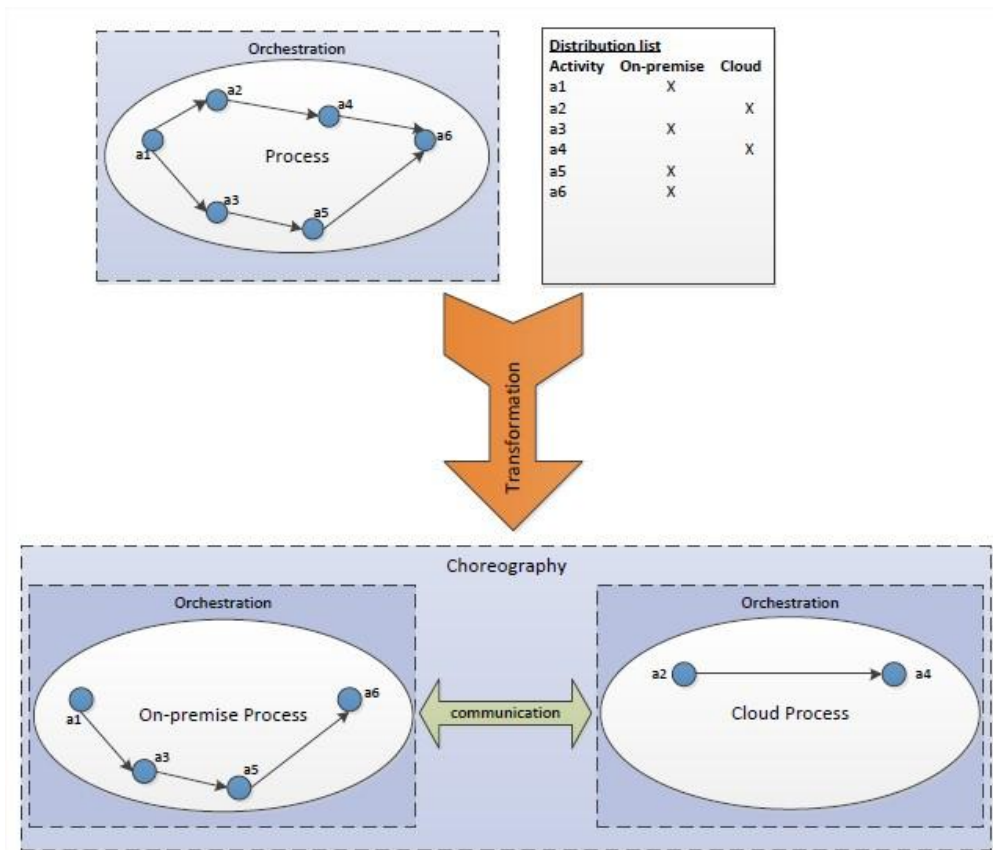 Orchestration
a2
a4
a1
Process
a6
a3
a5
Distribution list
Activity On-premise Cloud
a1 X
a2 X
a3 X
a4 X
a5 X
a6 X
Transformation
Choreography
Orchestration
a6
a1
On-premise Process
a3
a5
communication
Orchestration
a2
a4
Cloud Process